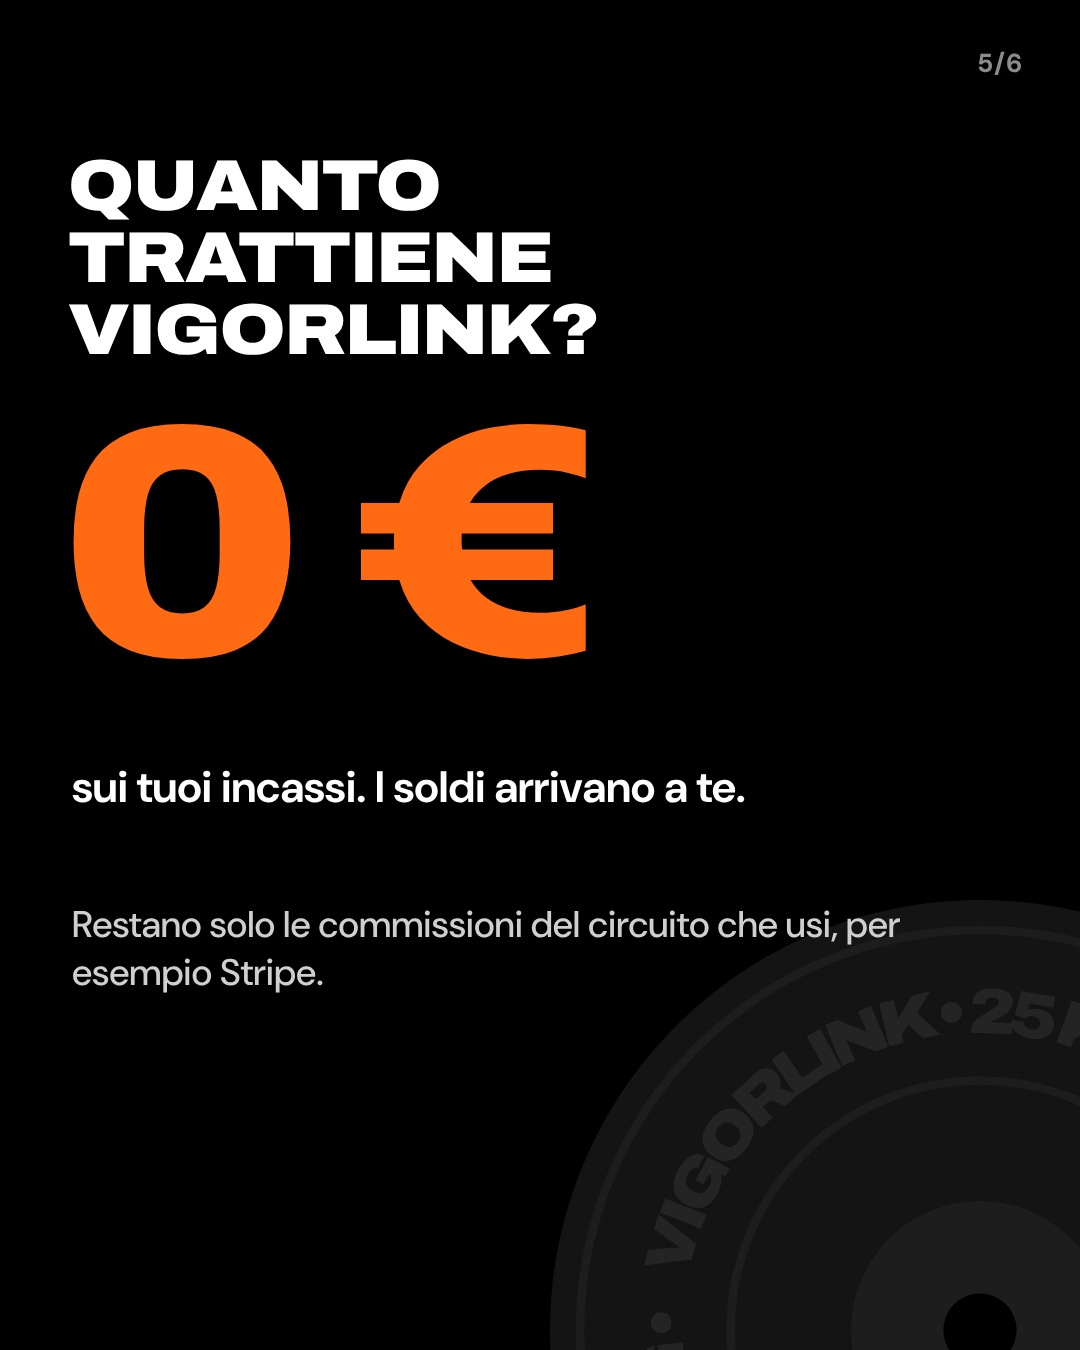 5/6
QUANTO
TRATTIENE
VIGORLINK?
0 €
sui tuoi incassi. I soldi arrivano a te.
Restano solo le commissioni del circuito che usi, per
esempio Stripe.
VIGORLINK • 25